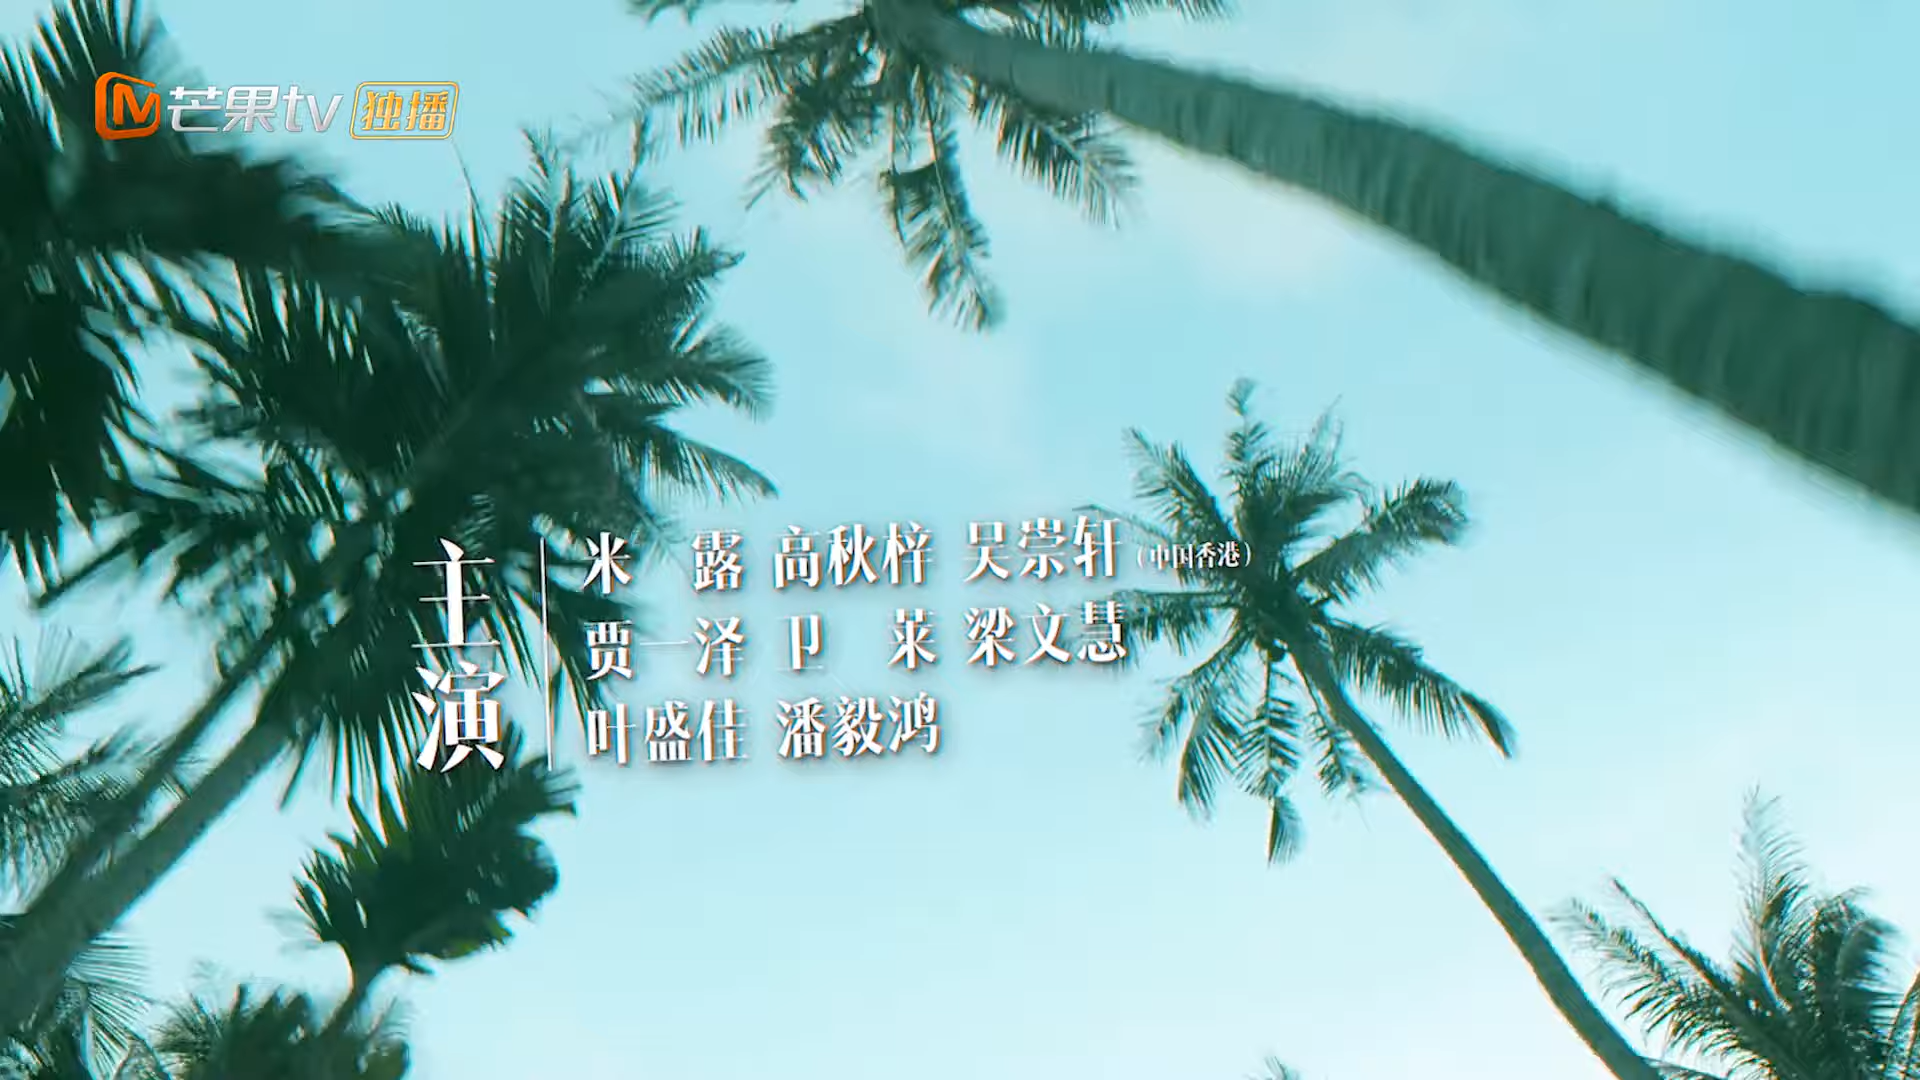 芒果tv 独播
主演
米 露 高秋梓 吴崇轩(中国香港)
贾一泽 卫 莱 梁文慧
叶盛佳 潘毅鸿